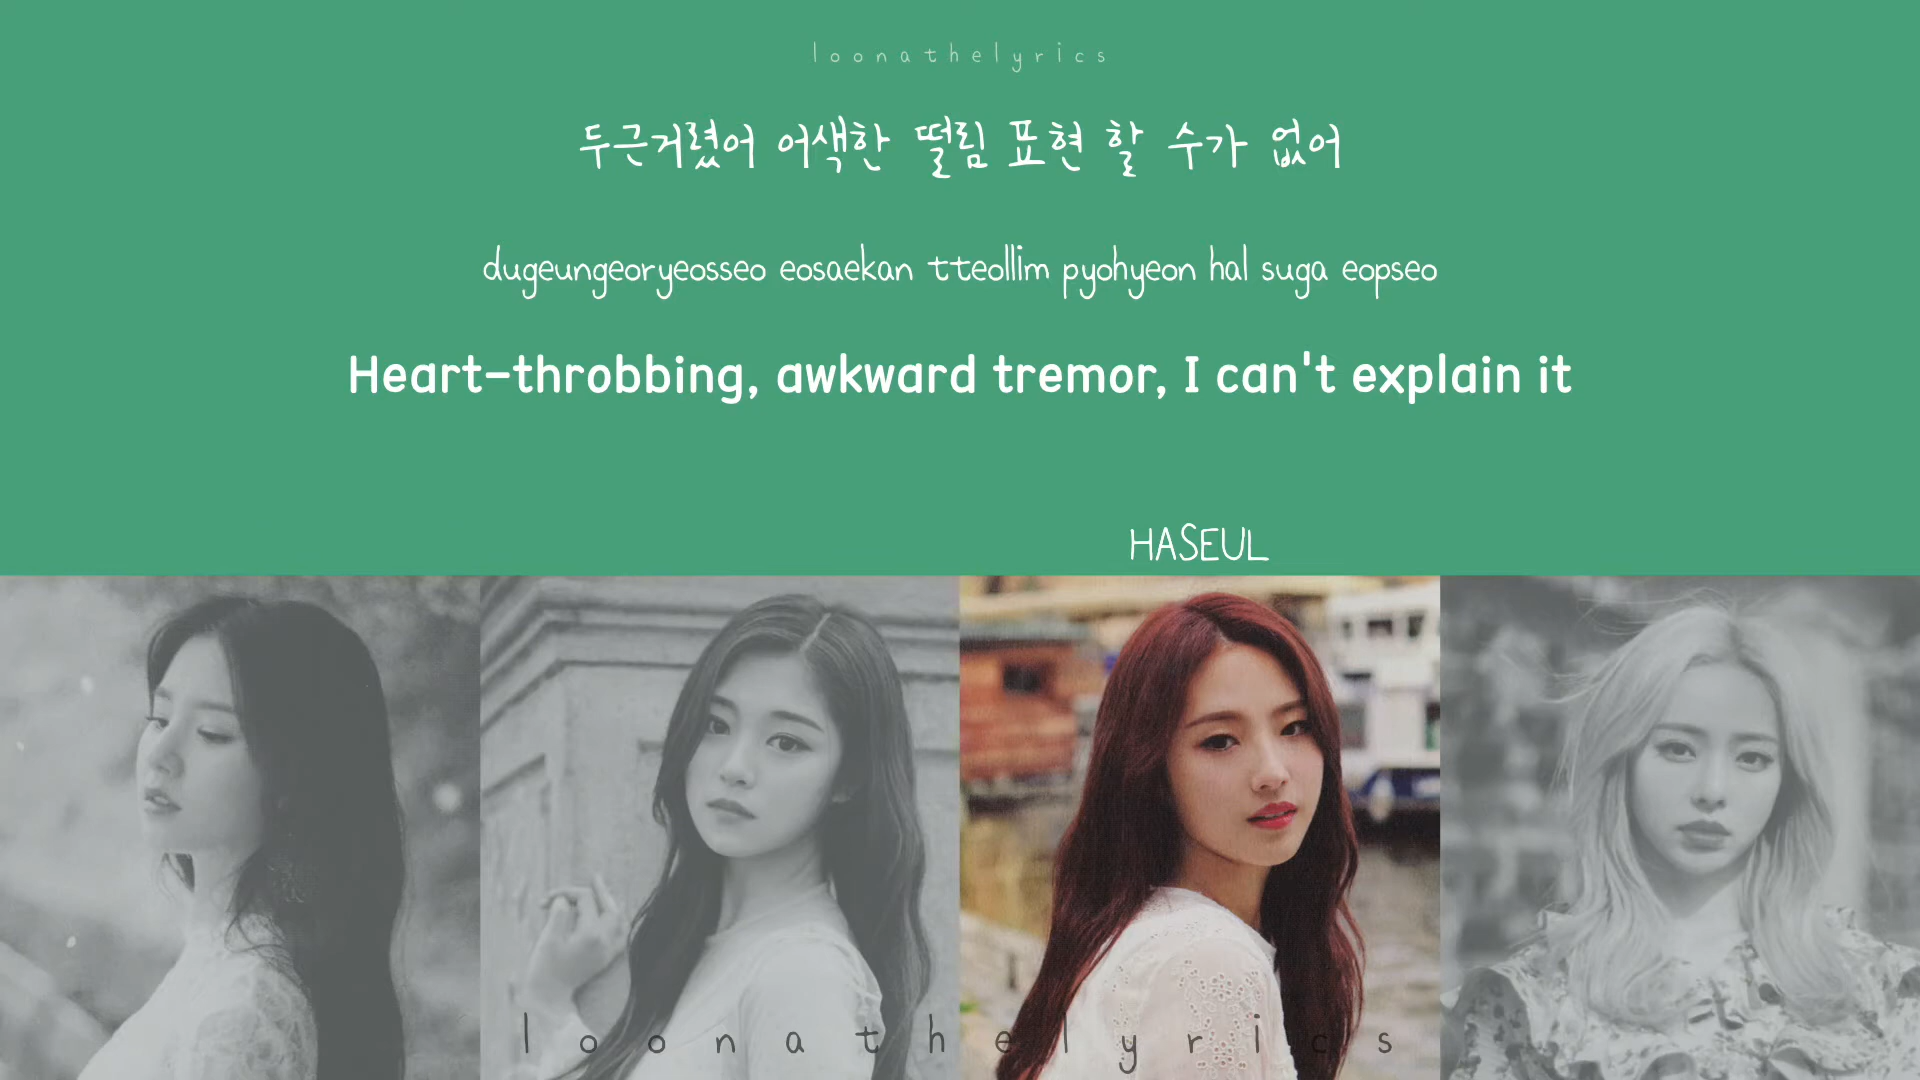 loonathelyrics
두근거렸어 어색한 떨림 표현 할 수가 없어
dugeungeoryeosseo eosaekan tteollim pyohyeon hal suga eopseo
Heart-throbbing, awkward tremor, I can't explain it
HASEUL
loonathelyrics